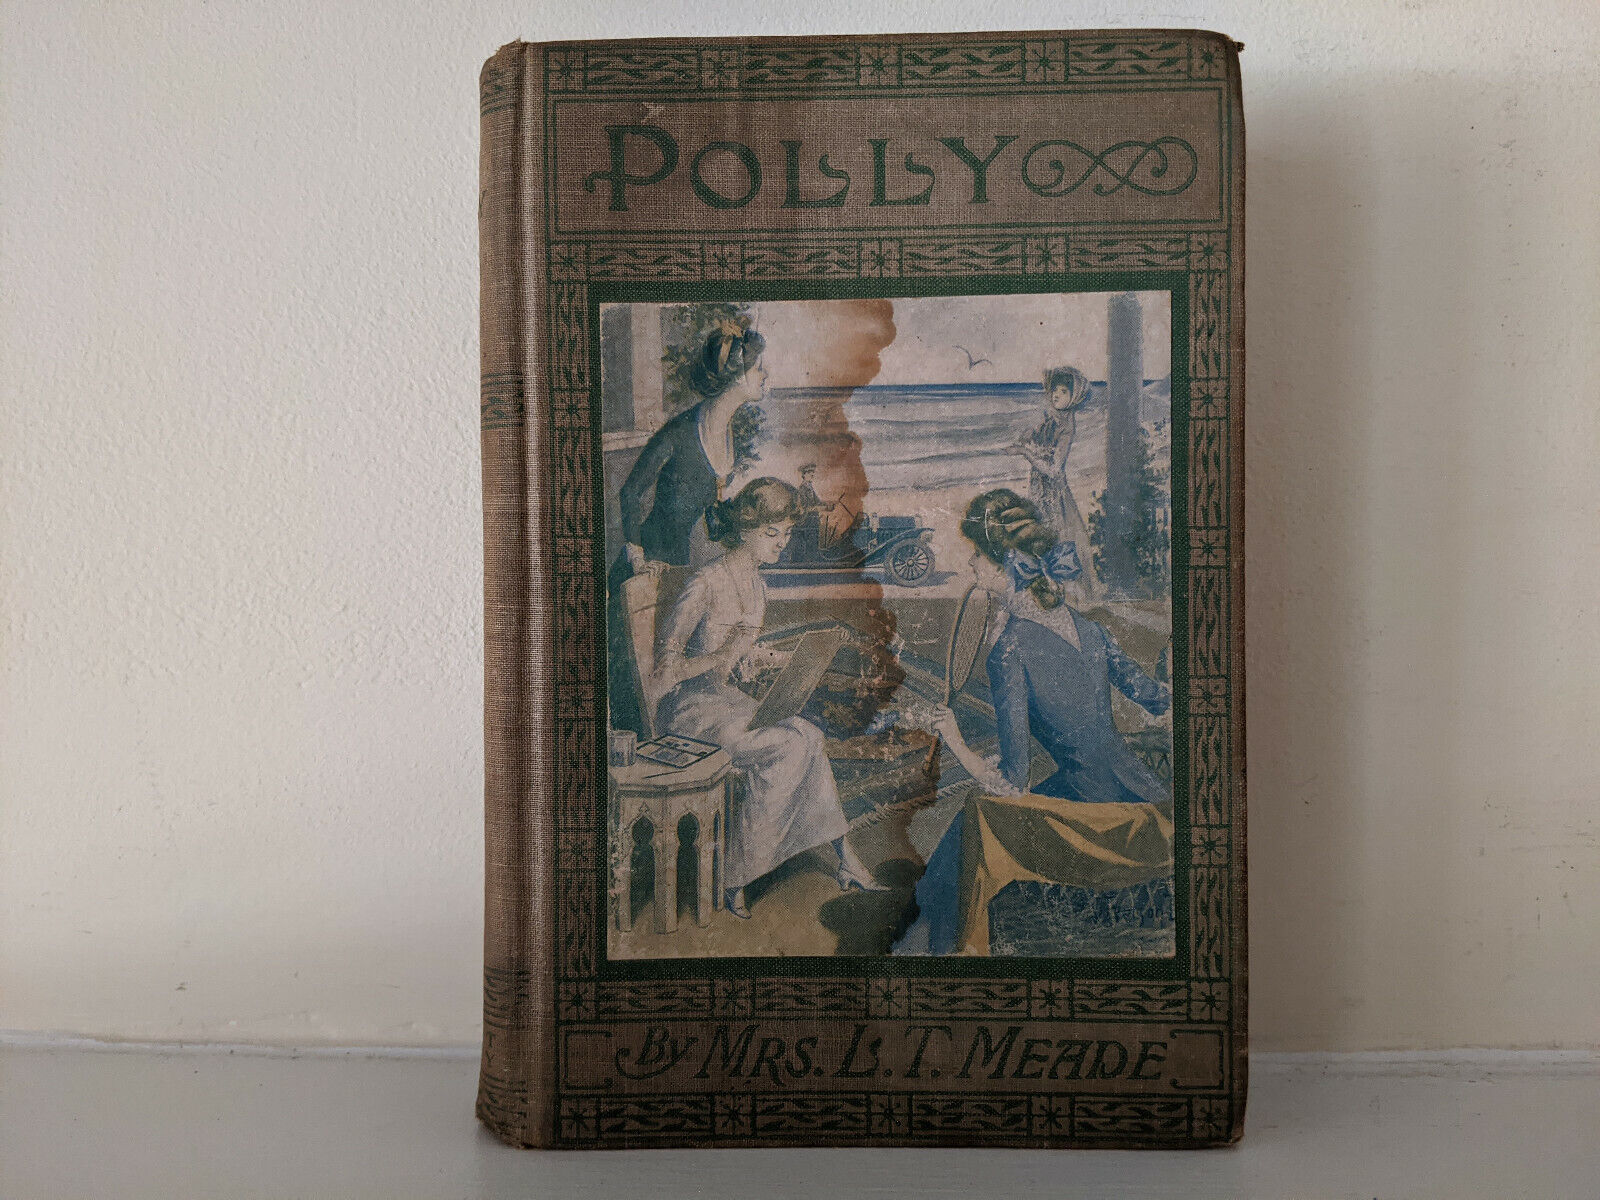 POLLY
By MRS. L. T. MEADE